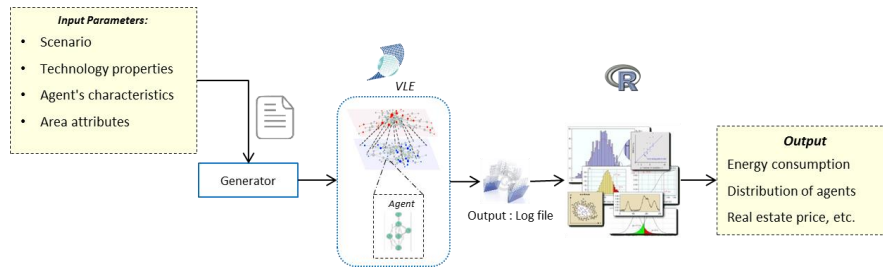 Input Parameters:
• Scenario
• Technology properties
• Agent's characteristics
• Area attributes
Generator
VLE
Agent
Output : Log file
R
Output
Energy consumption
Distribution of agents
Real estate price, etc.